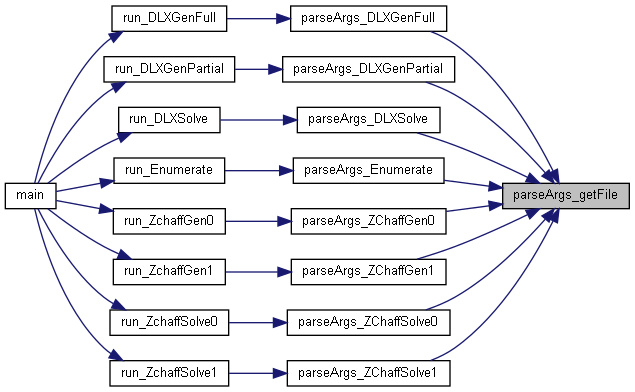 run_DLXGenFull
parseArgs_DLXGenFull
run_DLXGenPartial
parseArgs_DLXGenPartial
run_DLXSolve
parseArgs_DLXSolve
run_Enumerate
parseArgs_Enumerate
main
parseArgs_getFile
run_ZchaffGen0
parseArgs_ZChaffGen0
run_ZchaffGen1
parseArgs_ZChaffGen1
run_ZchaffSolve0
parseArgs_ZChaffSolve0
run_ZchaffSolve1
parseArgs_ZChaffSolve1